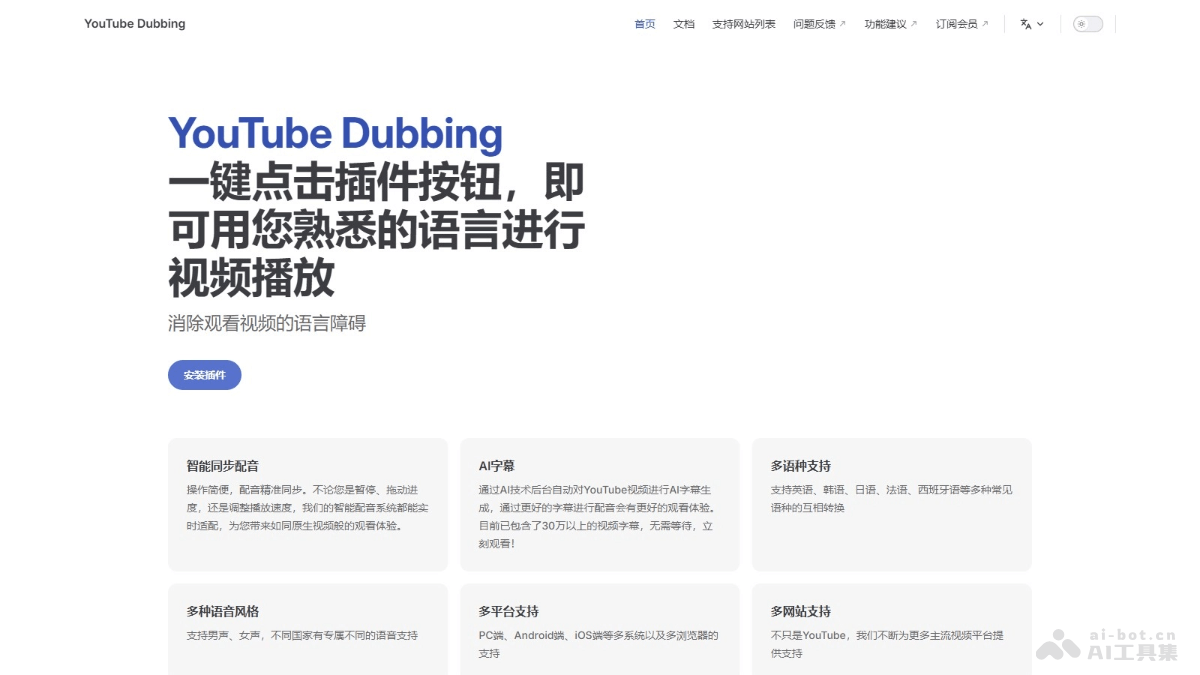 YouTube Dubbing
首页 文档 支持网站列表 问题反馈 功能建议 订阅会员
YouTube Dubbing
一键点击插件按钮，即
可用您熟悉的语言进行
视频播放
消除观看视频的语言障碍
安装插件
智能同步配音
操作简便，配音精准同步。不论您是暂停、拖动进
度，还是调整播放速度，我们的智能配音系统都能实
时适配，为您带来如同原生视频般的观看体验。
AI字幕
通过AI技术后台自动对YouTube视频进行AI字幕生
成，通过更好的字幕进行配音会有更好的观看体验。
目前已包含了30万以上的视频字幕，无需等待，立
刻观看！
多语种支持
支持英语、韩语、日语、法语、西班牙语等多种常见
语种的互相转换
多种语音风格
支持男声、女声，不同国家有专属不同的语音支持
多平台支持
PC端、Android端、iOS端等多系统以及多浏览器的
支持
多网站支持
不只是YouTube，我们不断为更多主流视频平台提
供支持
ai-bot.cn
AI工具集